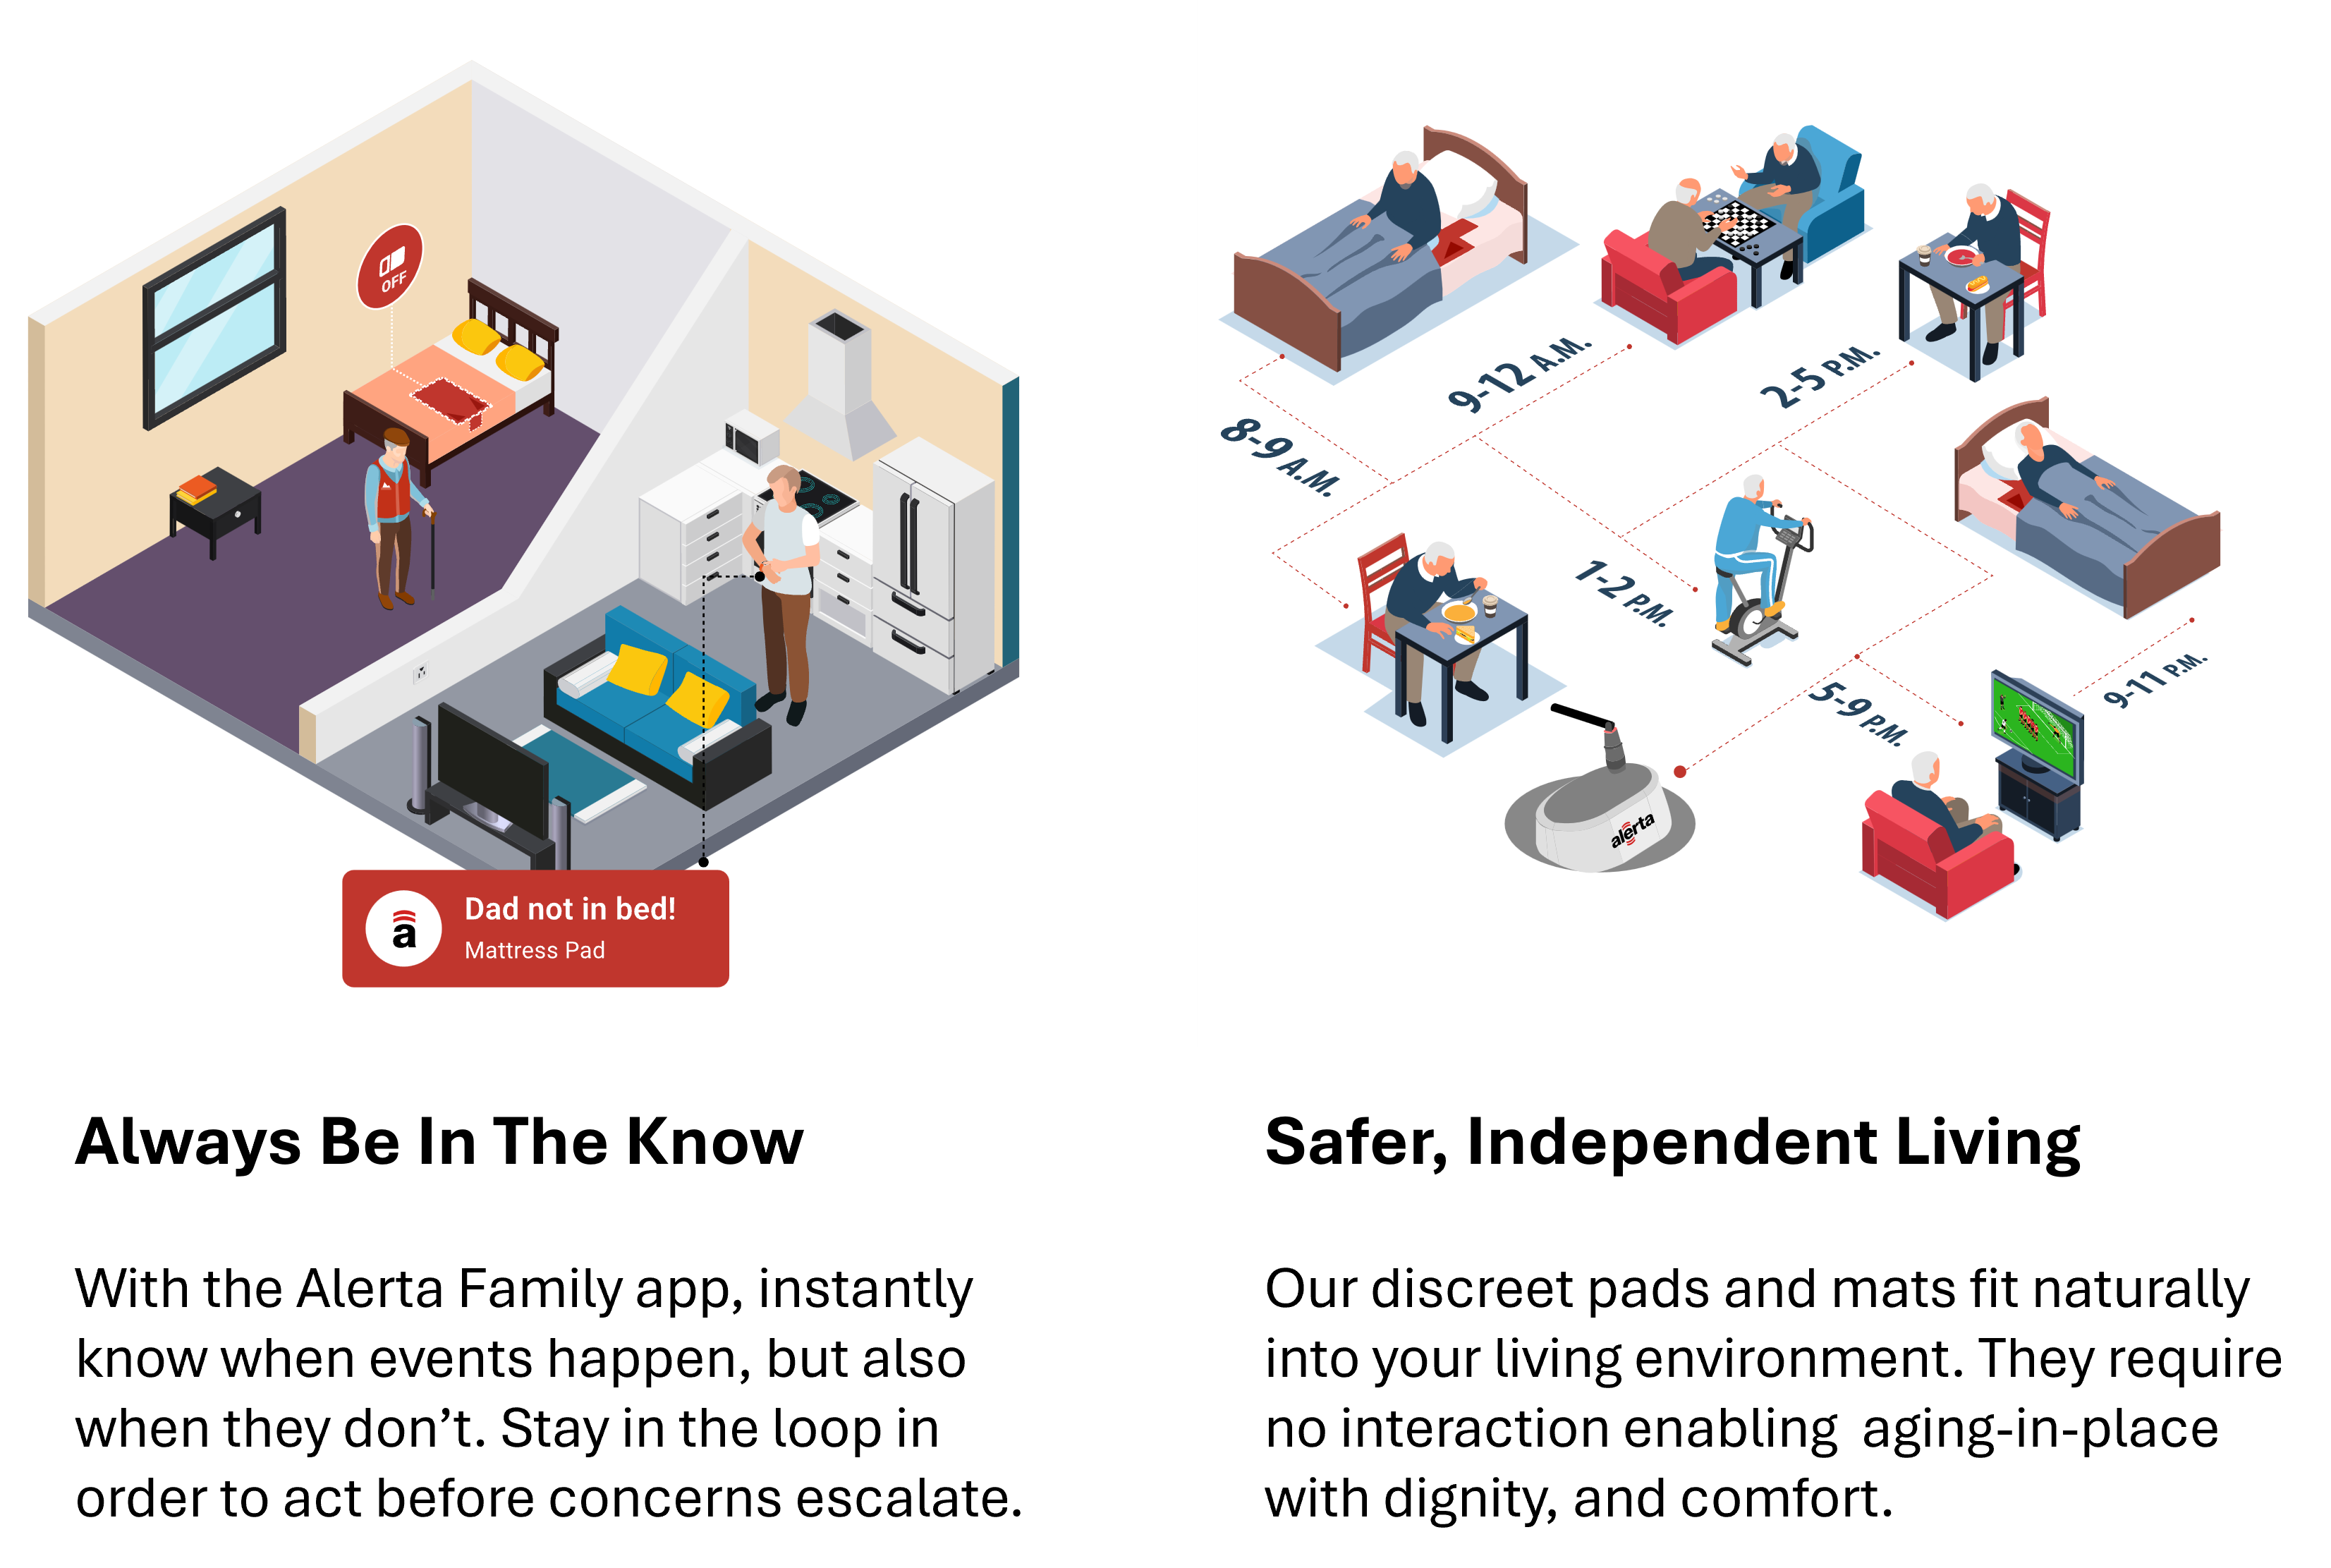 OFF
a
Dad not in bed!
Mattress Pad
8-9 A.M.
9-12 A.M.
2-5 P.M.
1-2 P.M.
5-9 P.M.
9-11 P.M.
alerta
Always Be In The Know
With the Alerta Family app, instantly
know when events happen, but also
when they don’t. Stay in the loop in
order to act before concerns escalate.
Safer, Independent Living
Our discreet pads and mats fit naturally
into your living environment. They require
no interaction enabling  aging-in-place
with dignity, and comfort.